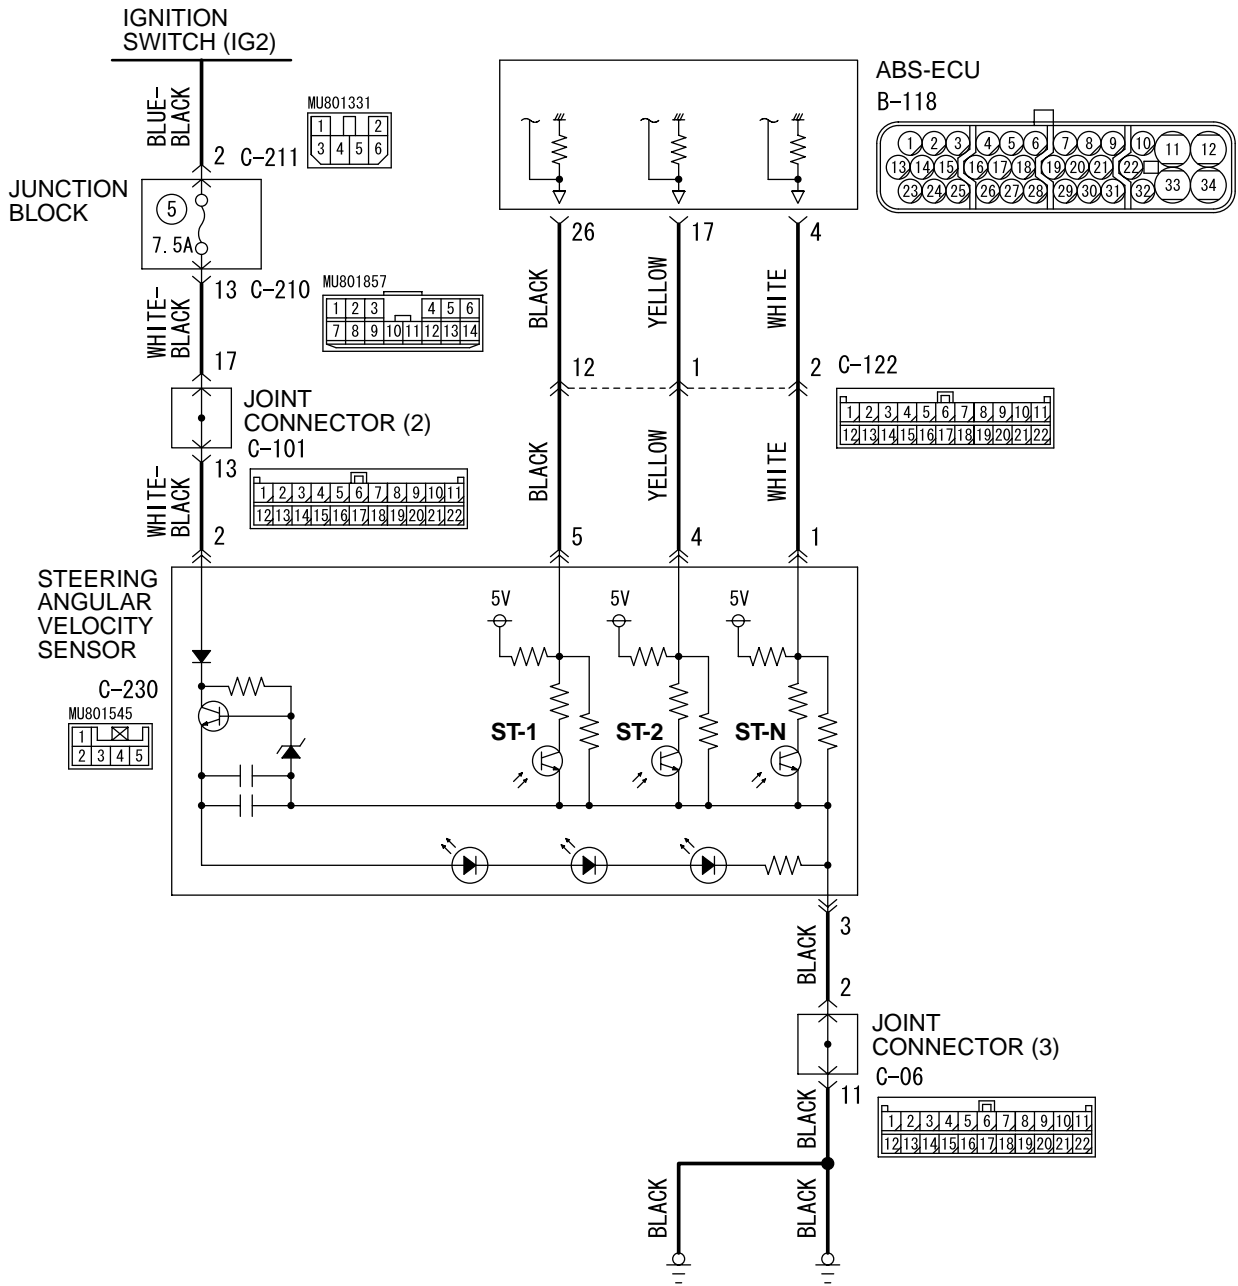 IGNITION
SWITCH (IG2)
BLUE-
BLACK
MU801331
1 2
3 4 5 6
2 C-211
JUNCTION
BLOCK
5
7.5A
13 C-210
MU801857
1 2 3 4 5 6
7 8 9 10 11 12 13 14
WHITE-
BLACK
17
JOINT
CONNECTOR (2)
C-101
13
1 2 3 4 5 6 7 8 9 10 11
12 13 14 15 16 17 18 19 20 21 22
WHITE-
BLACK
2
ABS-ECU
B-118
1 2 3 4 5 6 7 8 9 10 11 12
13 14 15 16 17 18 19 20 21 22
23 24 25 26 27 28 29 30 31 32 33 34
26 17 4
BLACK YELLOW WHITE
12 1 2 C-122
1 2 3 4 5 6 7 8 9 10 11
12 13 14 15 16 17 18 19 20 21 22
BLACK YELLOW WHITE
5 4 1
STEERING
ANGULAR
VELOCITY
SENSOR
C-230
MU801545
1
2 3 4 5
5V 5V 5V
ST-1 ST-2 ST-N
3
BLACK
2
JOINT
CONNECTOR (3)
C-06
11
1 2 3 4 5 6 7 8 9 10 11
12 13 14 15 16 17 18 19 20 21 22
BLACK
BLACK BLACK